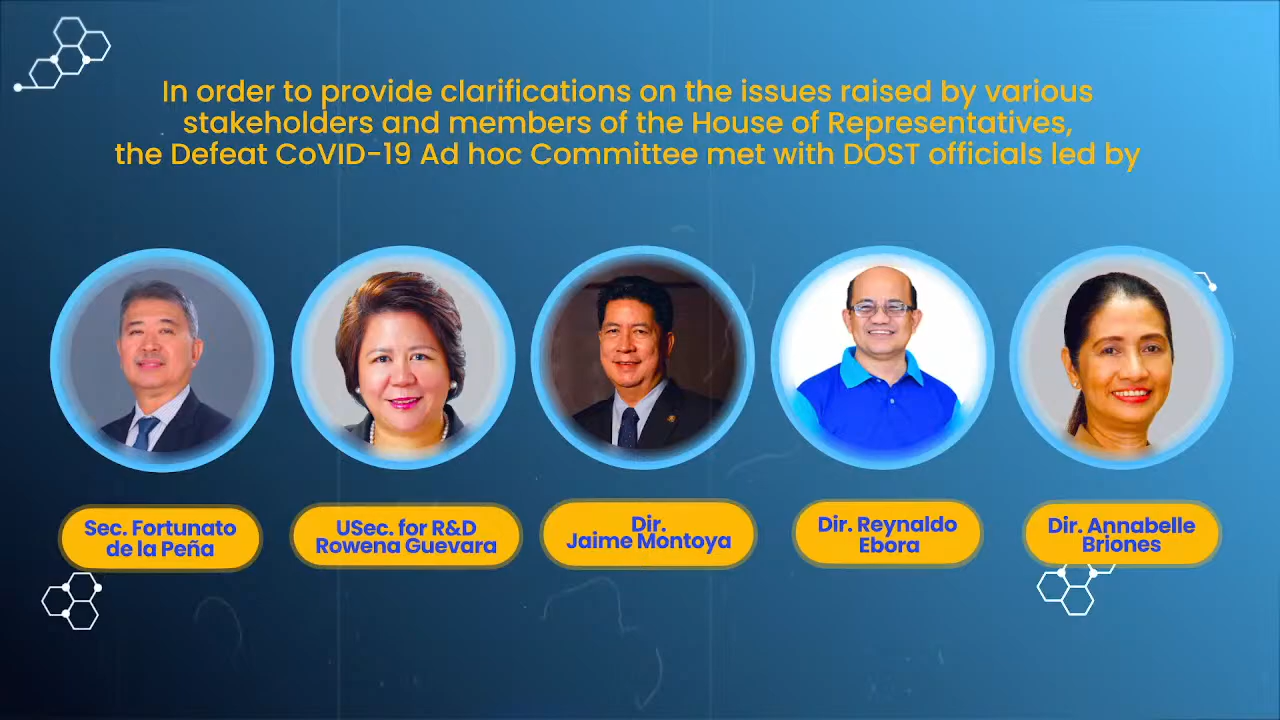 In order to provide clarifications on the issues raised by various
stakeholders and members of the House of Representatives,
the Defeat CoVID-19 Ad hoc Committee met with DOST officials led by
Sec. Fortunato
de la Peña
USec. for R&D
Rowena Guevara
Dir.
Jaime Montoya
Dir. Reynaldo
Ebora
Dir. Annabelle
Briones